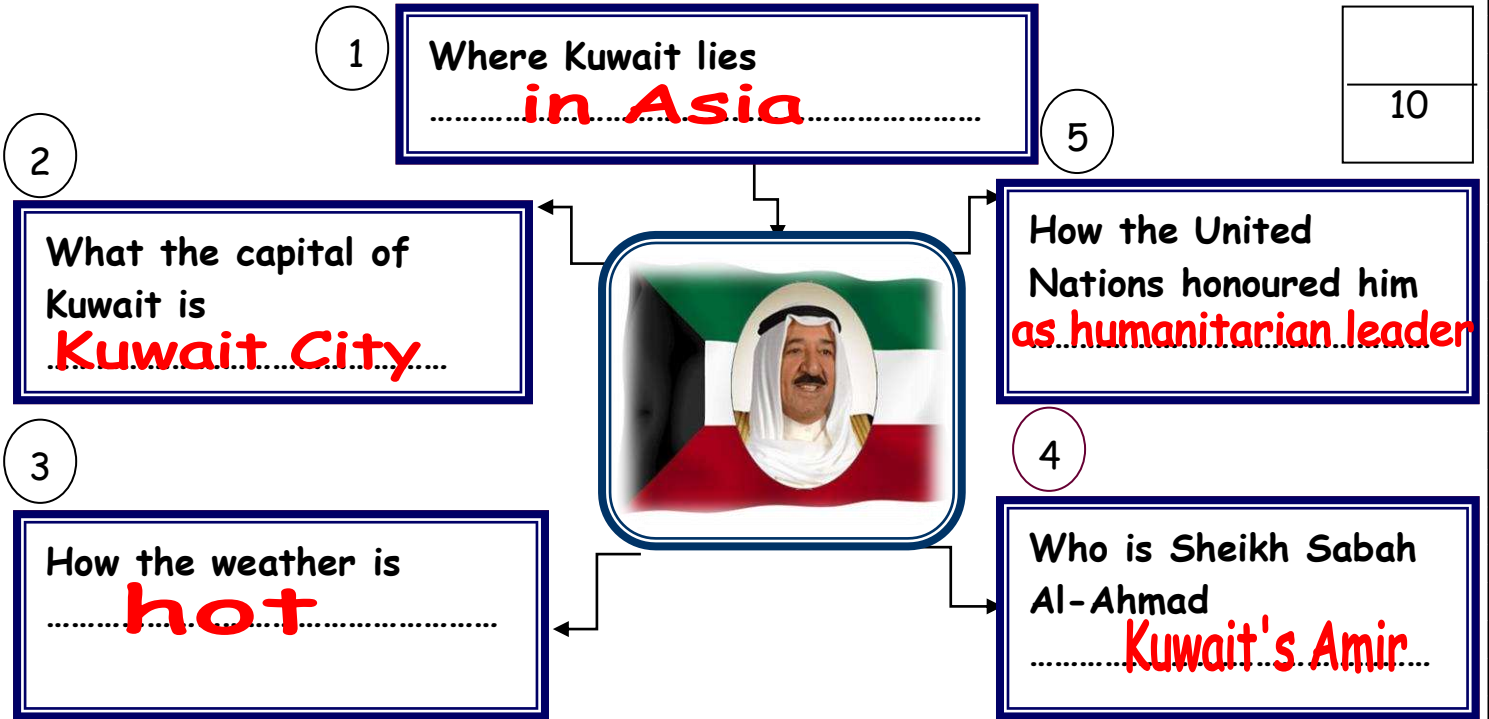 1
Where Kuwait lies
........in Asia................
10
2
What the capital of
Kuwait is
Kuwait City
3
How the weather is
hot
4
Who is Sheikh Sabah
Al-Ahmad
Kuwait's Amir
5
How the United
Nations honoured him
as humanitarian leader